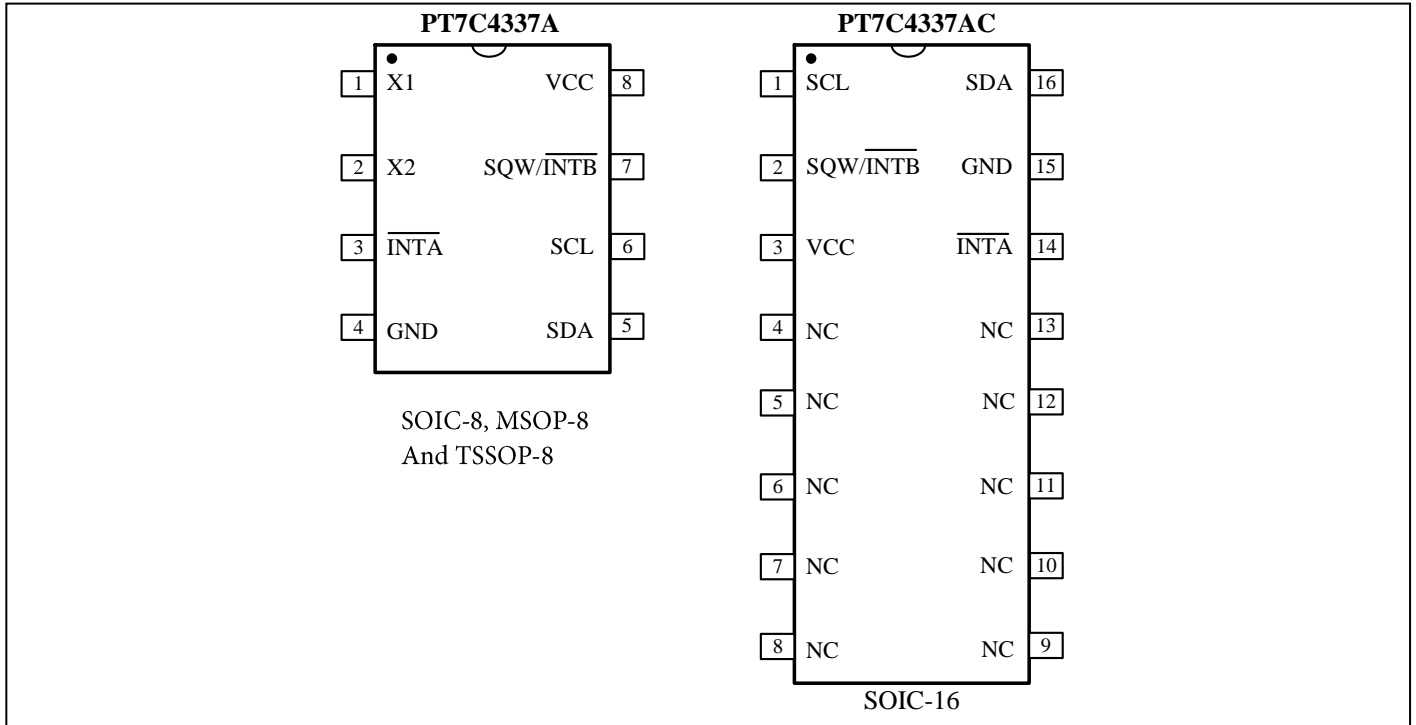 PT7C4337A
1 X1 VCC 8
2 X2 SQW/INTB 7
3 INTA SCL 6
4 GND SDA 5
SOIC-8, MSOP-8
And TSSOP-8
PT7C4337AC
1 SCL SDA 16
2 SQW/INTB GND 15
3 VCC INTA 14
4 NC NC 13
5 NC NC 12
6 NC NC 11
7 NC NC 10
8 NC NC 9
SOIC-16